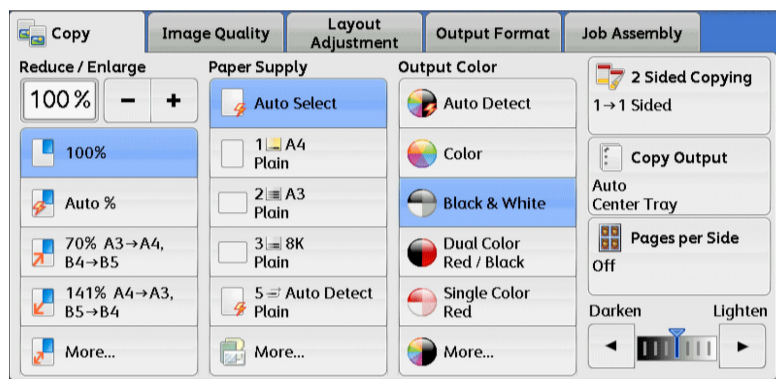 Copy
Image Quality
Layout
Adjustment
Output Format
Job Assembly
Reduce / Enlarge
100%
−
+
100%
Auto %
70% A3→A4,
B4→B5
141% A4→A3,
B5→B4
More...
Paper Supply
Auto Select
1 A4
Plain
2 A3
Plain
3 8K
Plain
5 Auto Detect
Plain
More...
Output Color
Auto Detect
Color
Black & White
Dual Color
Red / Black
Single Color
Red
More...
2 Sided Copying
1→1 Sided
Copy Output
Auto
Center Tray
Pages per Side
Off
Darken Lighten